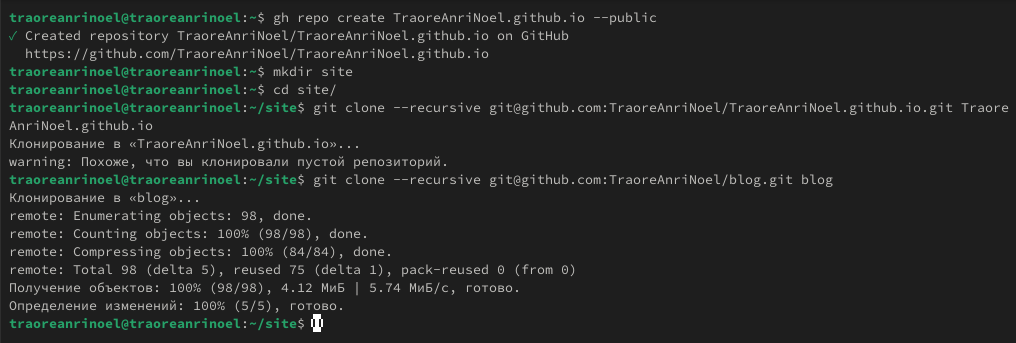 traoreanrinoel@traoreanrinoel:~$ gh repo create TraoreAnriNoel.github.io --public
✓ Created repository TraoreAnriNoel/TraoreAnriNoel.github.io on GitHub
  https://github.com/TraoreAnriNoel/TraoreAnriNoel.github.io
traoreanrinoel@traoreanrinoel:~$ mkdir site
traoreanrinoel@traoreanrinoel:~$ cd site/
traoreanrinoel@traoreanrinoel:~/site$ git clone --recursive git@github.com:TraoreAnriNoel/TraoreAnriNoel.github.io.git Traore
AnriNoel.github.io
Клонирование в «TraoreAnriNoel.github.io»...
warning: Похоже, что вы клонировали пустой репозиторий.
traoreanrinoel@traoreanrinoel:~/site$ git clone --recursive git@github.com:TraoreAnriNoel/blog.git blog
Клонирование в «blog»...
remote: Enumerating objects: 98, done.
remote: Counting objects: 100% (98/98), done.
remote: Compressing objects: 100% (84/84), done.
remote: Total 98 (delta 5), reused 75 (delta 1), pack-reused 0 (from 0)
Получение объектов: 100% (98/98), 4.12 МиБ | 5.74 МиБ/с, готово.
Определение изменений: 100% (5/5), готово.
traoreanrinoel@traoreanrinoel:~/site$